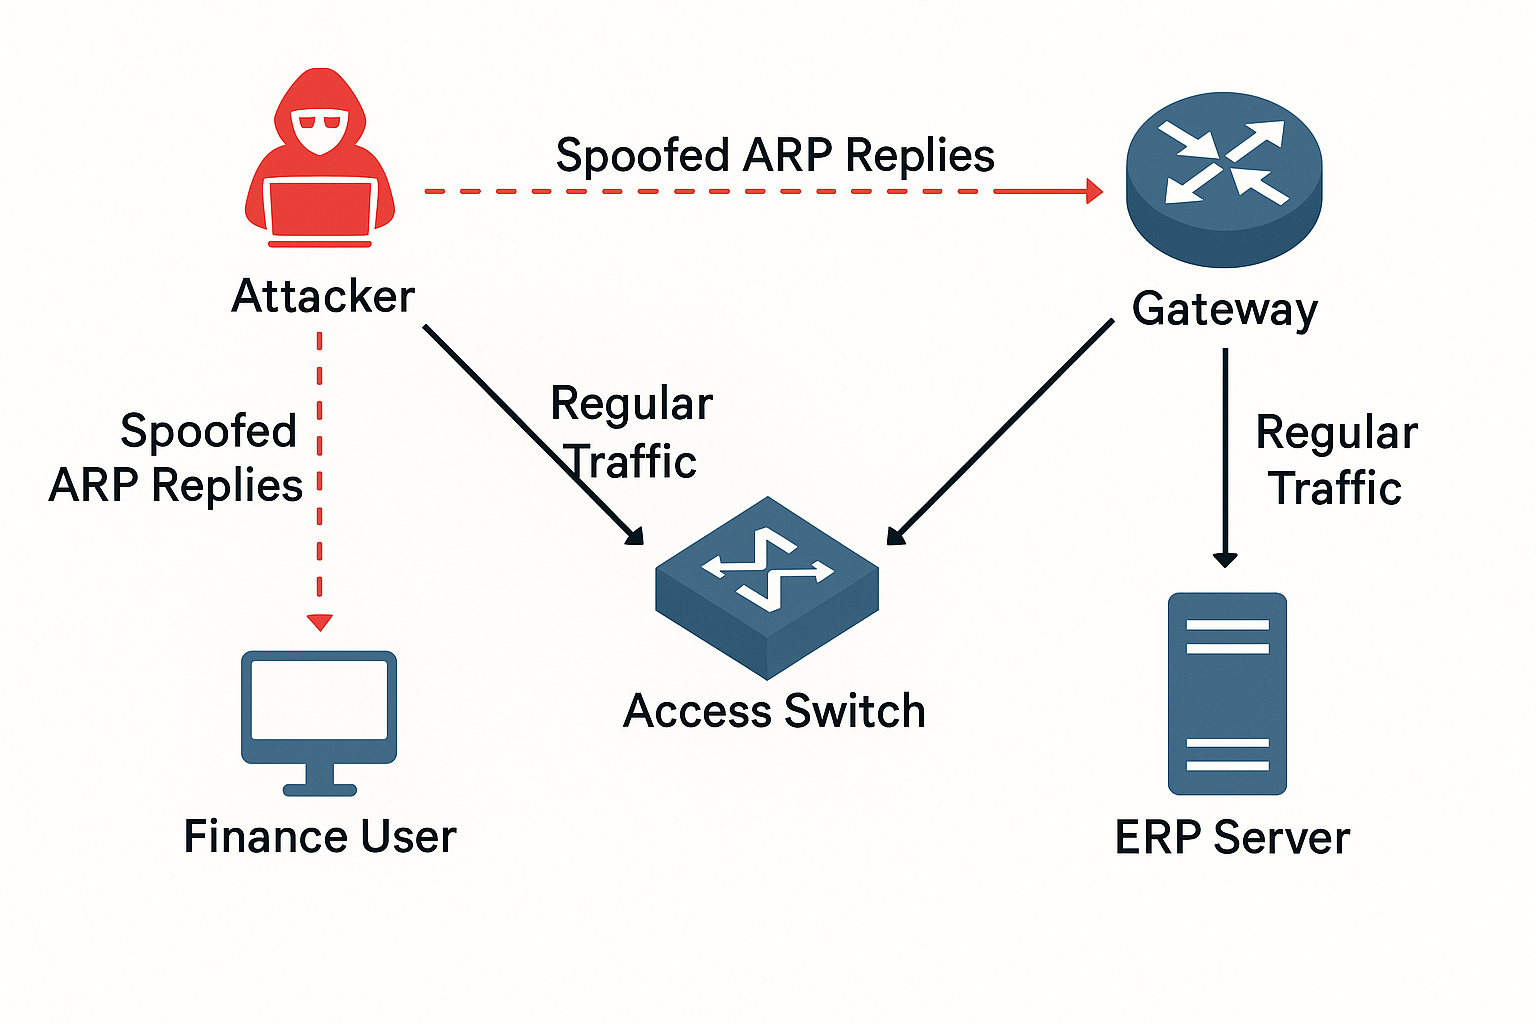 Spoofed ARP Replies
Attacker
Gateway
Spoofed
ARP Replies
Regular
Traffic
Regular
Traffic
Access Switch
Finance User
ERP Server